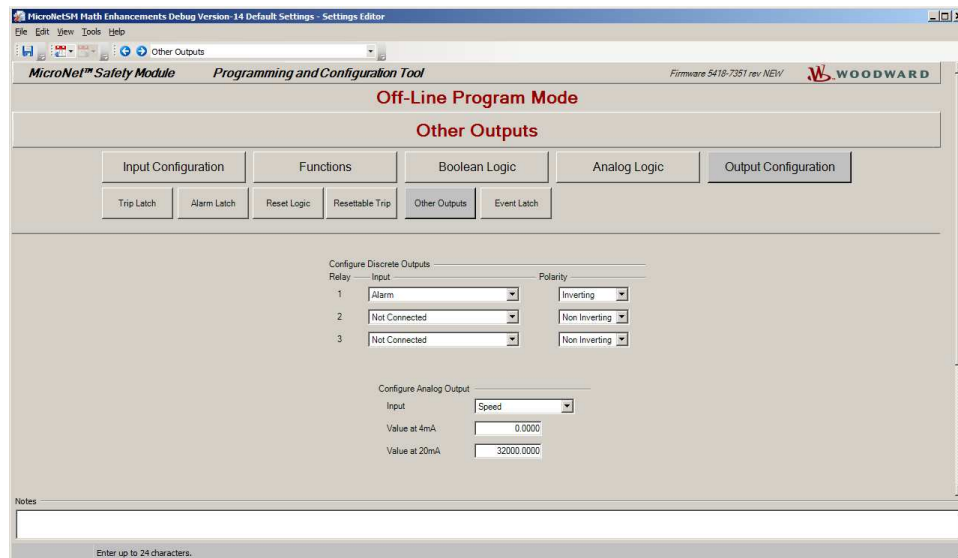 MicroNetSM Math Enhancements Debug Version-14 Default Settings - Settings Editor
File Edit View Tools Help
Other Outputs
MicroNet™ Safety Module Programming and Configuration Tool Firmware 5418-7351 rev NEW WOODWARD
Off-Line Program Mode
Other Outputs
Input Configuration Functions Boolean Logic Analog Logic Output Configuration
Trip Latch Alarm Latch Reset Logic Resettable Trip Other Outputs Event Latch
Configure Discrete Outputs
Relay Input Polarity
1 Alarm Inverting
2 Not Connected Non Inverting
3 Not Connected Non Inverting
Configure Analog Output
Input Speed
Value at 4mA 0.0000
Value at 20mA 32000.0000
Notes
Enter up to 24 characters.